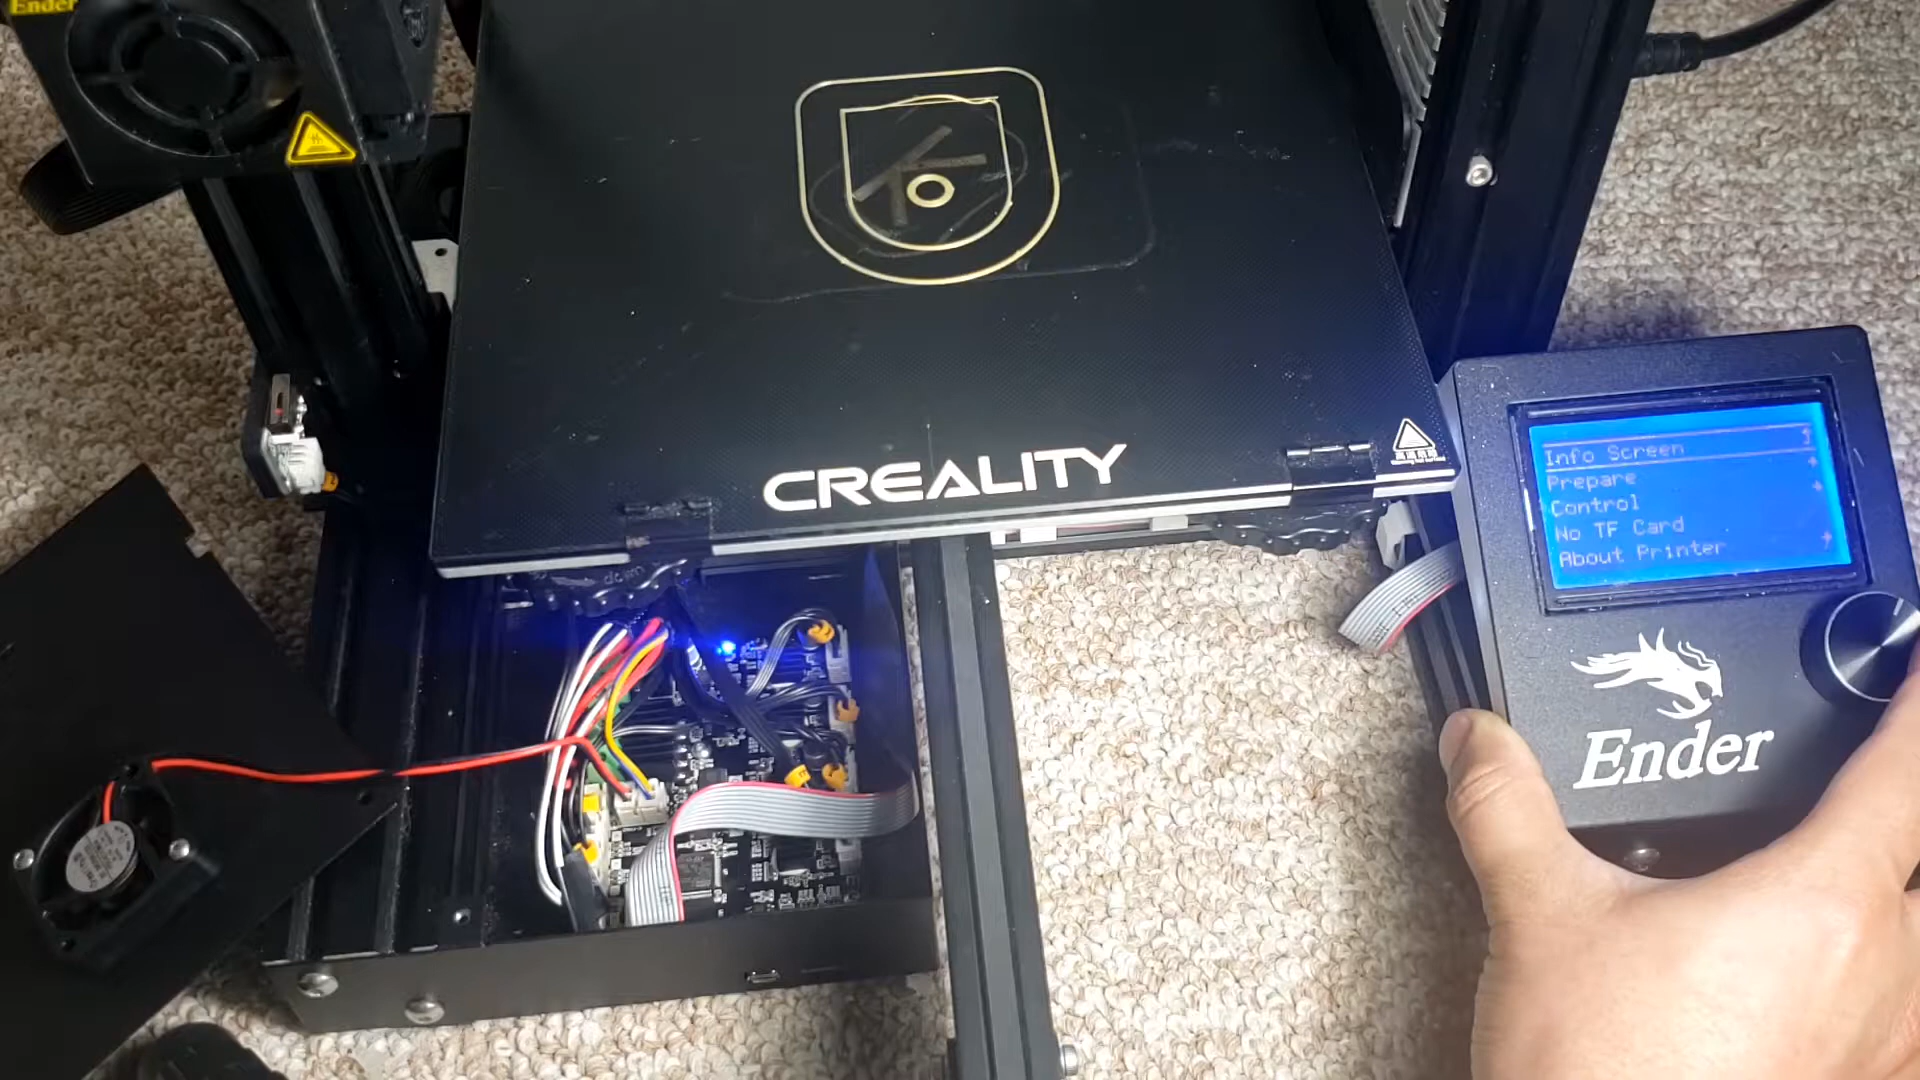 Ender
CREALITY
Info Screen
Prepare
Control
No TF Card
About Printer
Ender